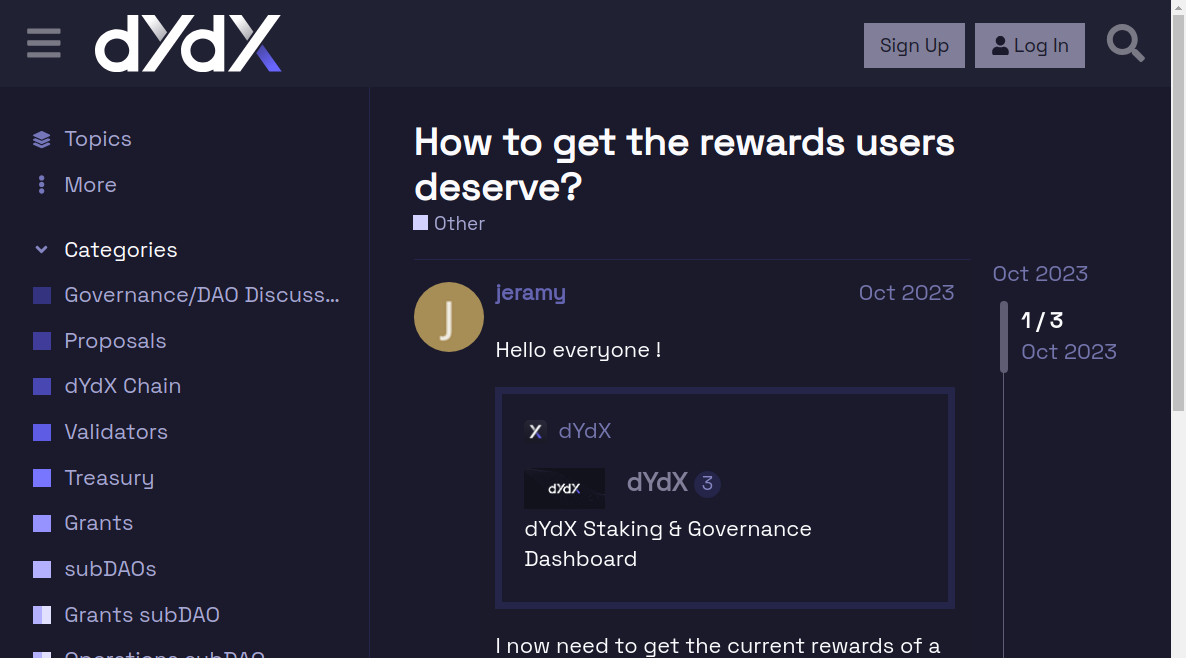 dYdX
Sign Up
Log In
Topics
More
Categories
Governance/DAO Discuss...
Proposals
dYdX Chain
Validators
Treasury
Grants
subDAOs
Grants subDAO
Operations subDAO
How to get the rewards users
deserve?
Other
J
jeramy
Oct 2023
Hello everyone !
dYdX
dYdX
dYdX 3
dYdX Staking & Governance
Dashboard
I now need to get the current rewards of a
Oct 2023
1 / 3
Oct 2023